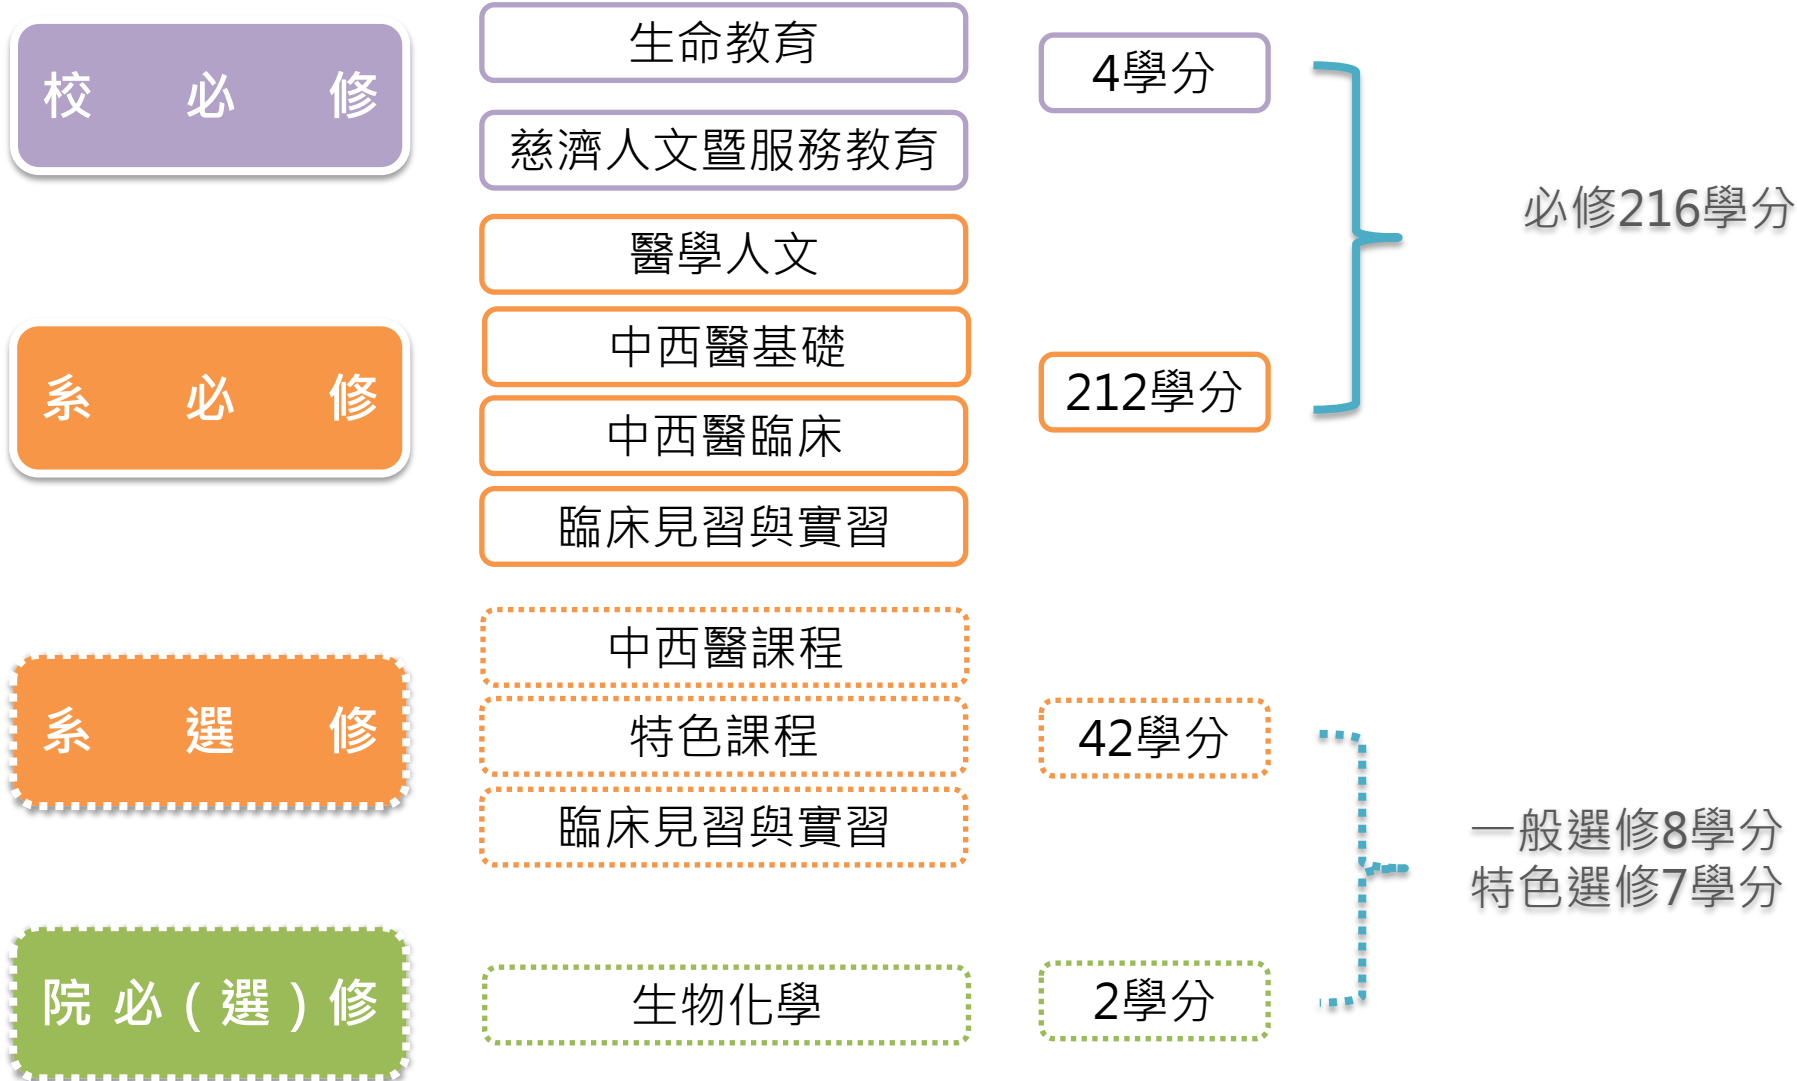 校必修
生命教育
慈濟人文暨服務教育
4學分
系必修
醫學人文
中西醫基礎
中西醫臨床
臨床見習與實習
212學分
必修216學分
系選修
中西醫課程
特色課程
臨床見習與實習
42學分
院必(選)修
生物化學
2學分
一般選修8學分
特色選修7學分